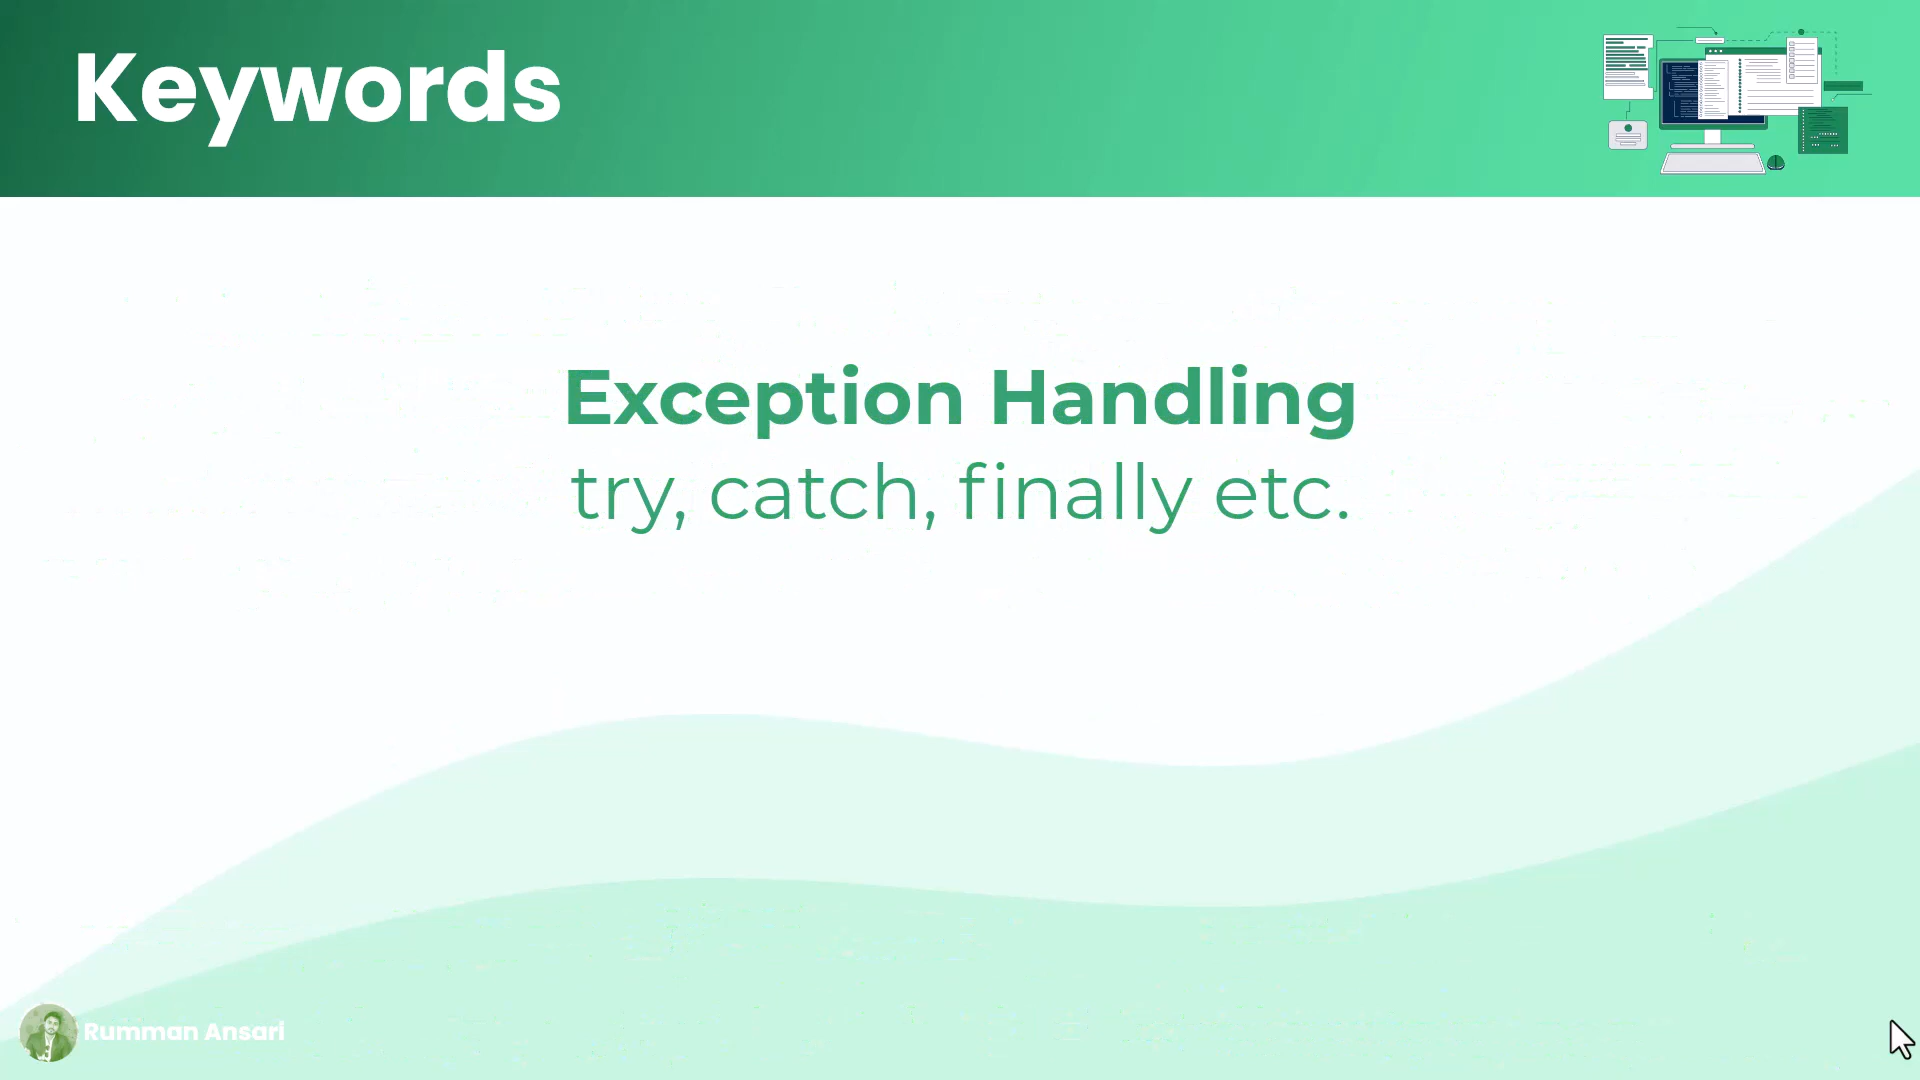 Keywords
Exception Handling
try, catch, finally etc.
Rumman Ansari